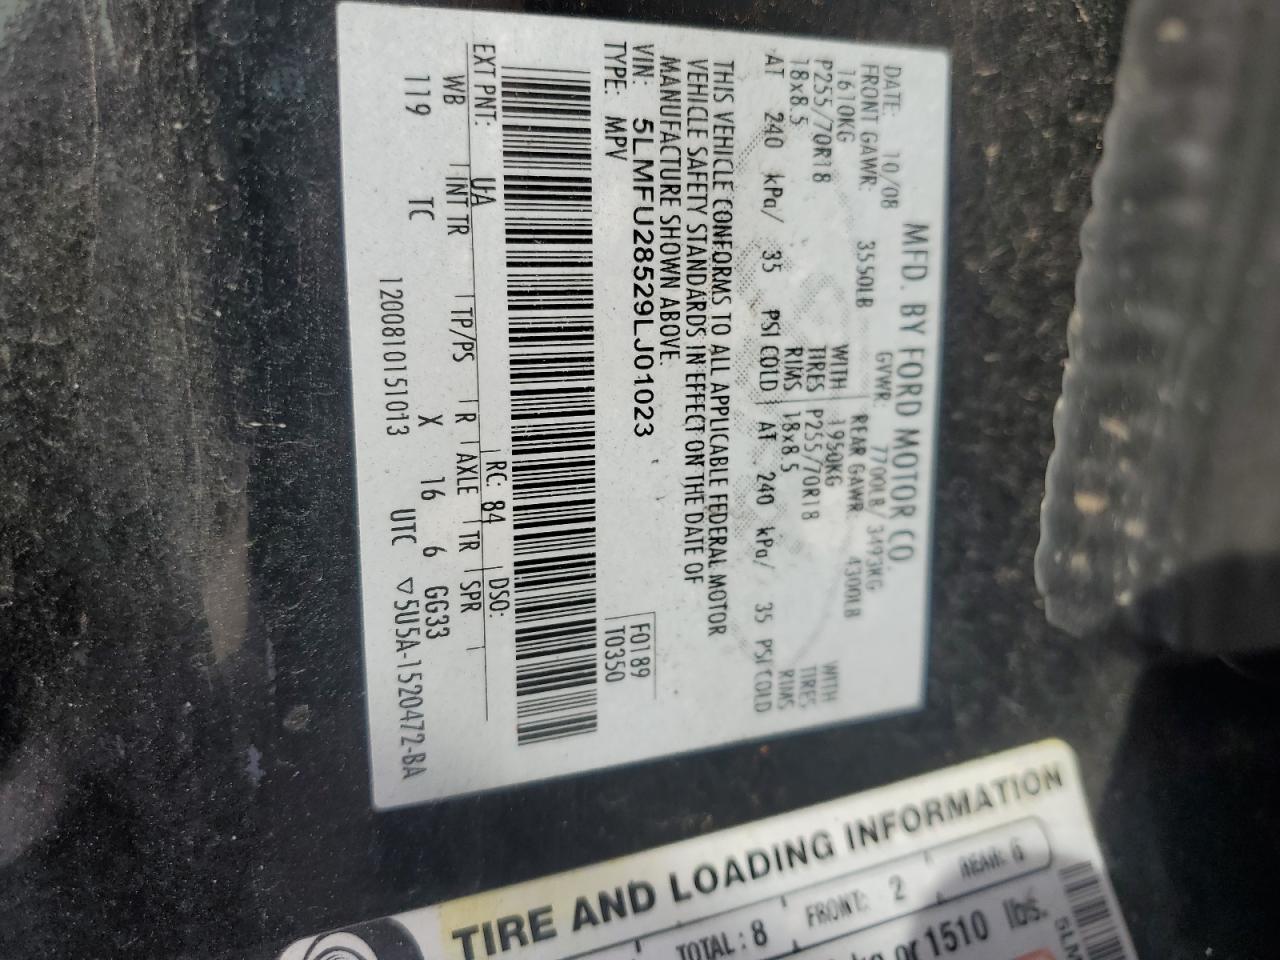 MFD. BY FORD MOTOR CO.
DATE: 10/08 GVWR: 7700LB/ 3493KG
FRONT GAWR: 3550LB REAR GAWR 4300LB
1610KG WITH 1950KG WITH
P255/70R18 TIRES P255/70R18 TIRES
18x8.5 RIMS 18x8.5 RIMS
AT 240 kPa/ 35 PSI COLD AT 240 kPa/ 35 PSI COLD
THIS VEHICLE CONFORMS TO ALL APPLICABLE FEDERAL MOTOR
VEHICLE SAFETY STANDARDS IN EFFECT ON THE DATE OF
MANUFACTURE SHOWN ABOVE.
VIN: 5LMFU28529LJ01023 F0189
TYPE: MPV T0350
EXT PNT: UA RC: 84 DSO:
WB INT TR TP/PS R AXLE TR SPR
119 TC X 16 6 GG33
1200810151013 UTC ▽5U5A-1520472-BA
TIRE AND LOADING INFORMATION
TOTAL: 8 FRONT: 2 REAR: 6
kg or 1510 lbs.
5LM